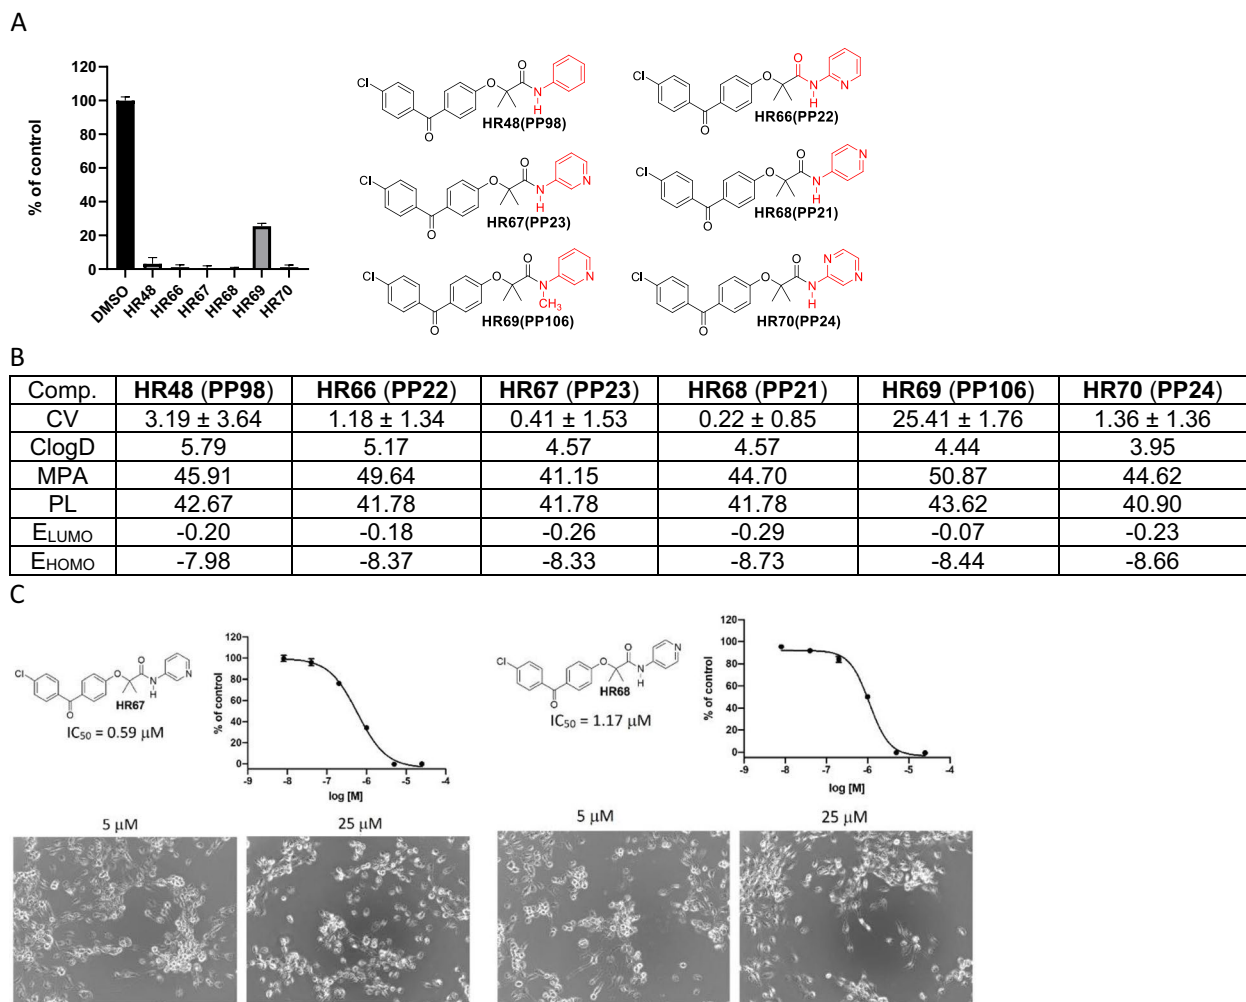 A
120
100
80
60
40
20
0
% of control
DMSO
HR48
HR66
HR67
HR68
HR69
HR70
Cl
O
O
O
N
H
HR48(PP98)
Cl
O
O
O
N
H
N
HR66(PP22)
Cl
O
O
O
N
H
N
HR67(PP23)
Cl
O
O
O
N
H
N
HR68(PP21)
Cl
O
O
O
N
CH₃
N
HR69(PP106)
Cl
O
O
O
N
H
N
N
HR70(PP24)
B
Comp. HR48 (PP98) HR66 (PP22) HR67 (PP23) HR68 (PP21) HR69 (PP106) HR70 (PP24)
CV 3.19 ± 3.64 1.18 ± 1.34 0.41 ± 1.53 0.22 ± 0.85 25.41 ± 1.76 1.36 ± 1.36
ClogD 5.79 5.17 4.57 4.57 4.44 3.95
MPA 45.91 49.64 41.15 44.70 50.87 44.62
PL 42.67 41.78 41.78 41.78 43.62 40.90
E_LUMO -0.20 -0.18 -0.26 -0.29 -0.07 -0.23
E_HOMO -7.98 -8.37 -8.33 -8.73 -8.44 -8.66
C
Cl
O
O
O
N
H
N
HR67
IC₅₀ = 0.59 µM
120
100
80
60
40
20
0
% of control
-9 -8 -7 -6 -5 -4
log [M]
Cl
O
O
O
N
H
N
HR68
IC₅₀ = 1.17 µM
120
100
80
60
40
20
0
% of control
-9 -8 -7 -6 -5 -4
log [M]
5 µM
25 µM
5 µM
25 µM